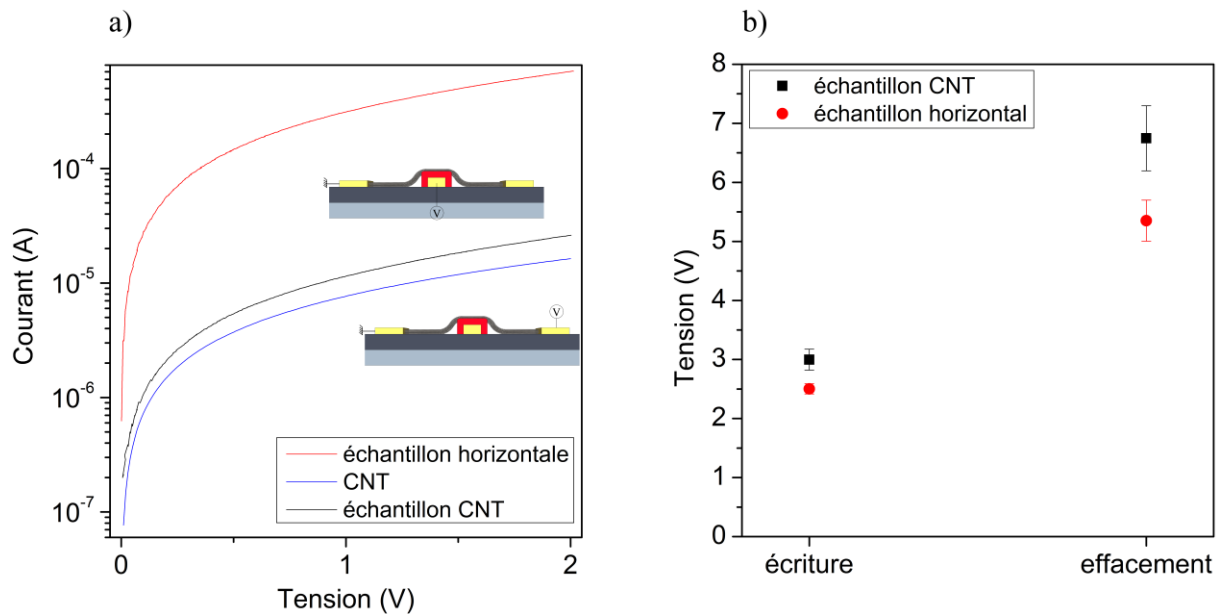 a)
Courant (A)
10⁻⁴
10⁻⁵
10⁻⁶
10⁻⁷
V
V
échantillon horizontale
CNT
échantillon CNT
0
1
2
Tension (V)
b)
Tension (V)
8
7
6
5
4
3
2
1
0
échantillon CNT
échantillon horizontal
écriture
effacement